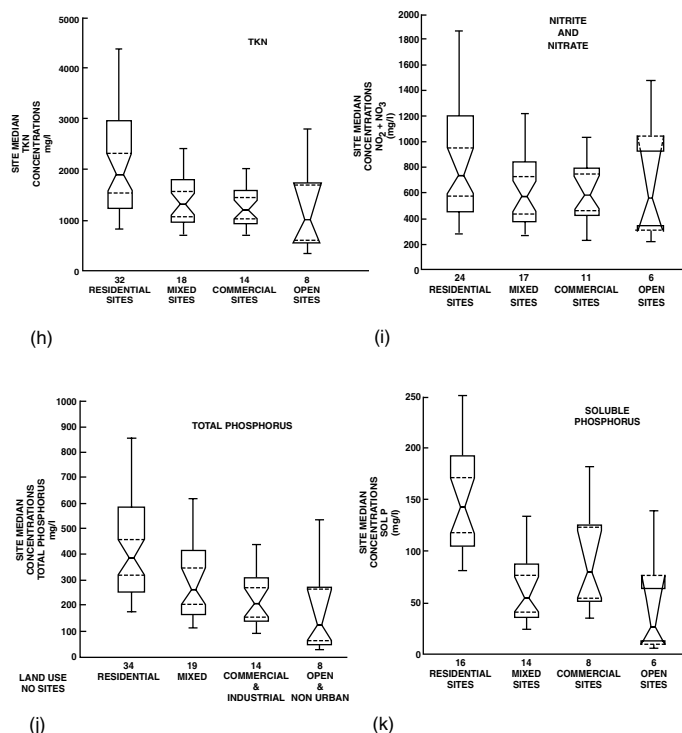 TKN
SITE MEDIAN
TKN
CONCENTRATIONS
mg/l
5000
4000
3000
2000
1000
0
32
RESIDENTIAL
SITES
18
MIXED
SITES
14
COMMERCIAL
SITES
8
OPEN
SITES
(h)
NITRITE
AND
NITRATE
SITE MEDIAN
CONCENTRATIONS
NO2 + NO3
(mg/l)
2000
1800
1600
1400
1200
1000
800
600
400
200
0
24
RESIDENTIAL
SITES
17
MIXED
SITES
11
COMMERCIAL
SITES
6
OPEN
SITES
(i)
TOTAL PHOSPHORUS
SITE MEDIAN
CONCENTRATIONS
TOTAL PHOSPHORUS
mg/l
1000
900
800
700
600
500
400
300
200
100
0
LAND USE
NO SITES
34
RESIDENTIAL
19
MIXED
14
COMMERCIAL
&
INDUSTRIAL
8
OPEN
&
NON URBAN
(j)
SOLUBLE
PHOSPHORUS
SITE MEDIAN
CONCENTRATIONS
SOL P
(mg/l)
250
200
150
100
50
0
16
RESIDENTIAL
SITES
14
MIXED
SITES
8
COMMERCIAL
SITES
6
OPEN
SITES
(k)